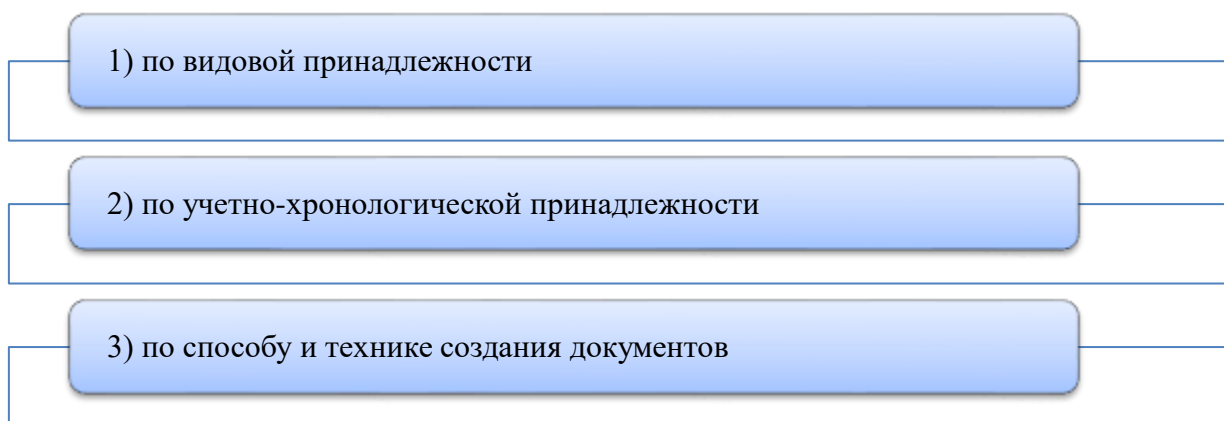 1) по видовой принадлежности
2) по учетно-хронологической принадлежности
3) по способу и технике создания документов